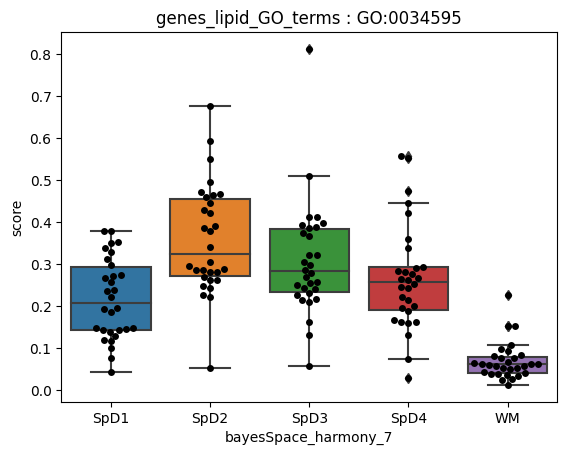 genes_lipid_GO_terms : GO:0034595
score
0.8
0.7
0.6
0.5
0.4
0.3
0.2
0.1
0.0
SpD1 SpD2 SpD3 SpD4 WM
bayesSpace_harmony_7